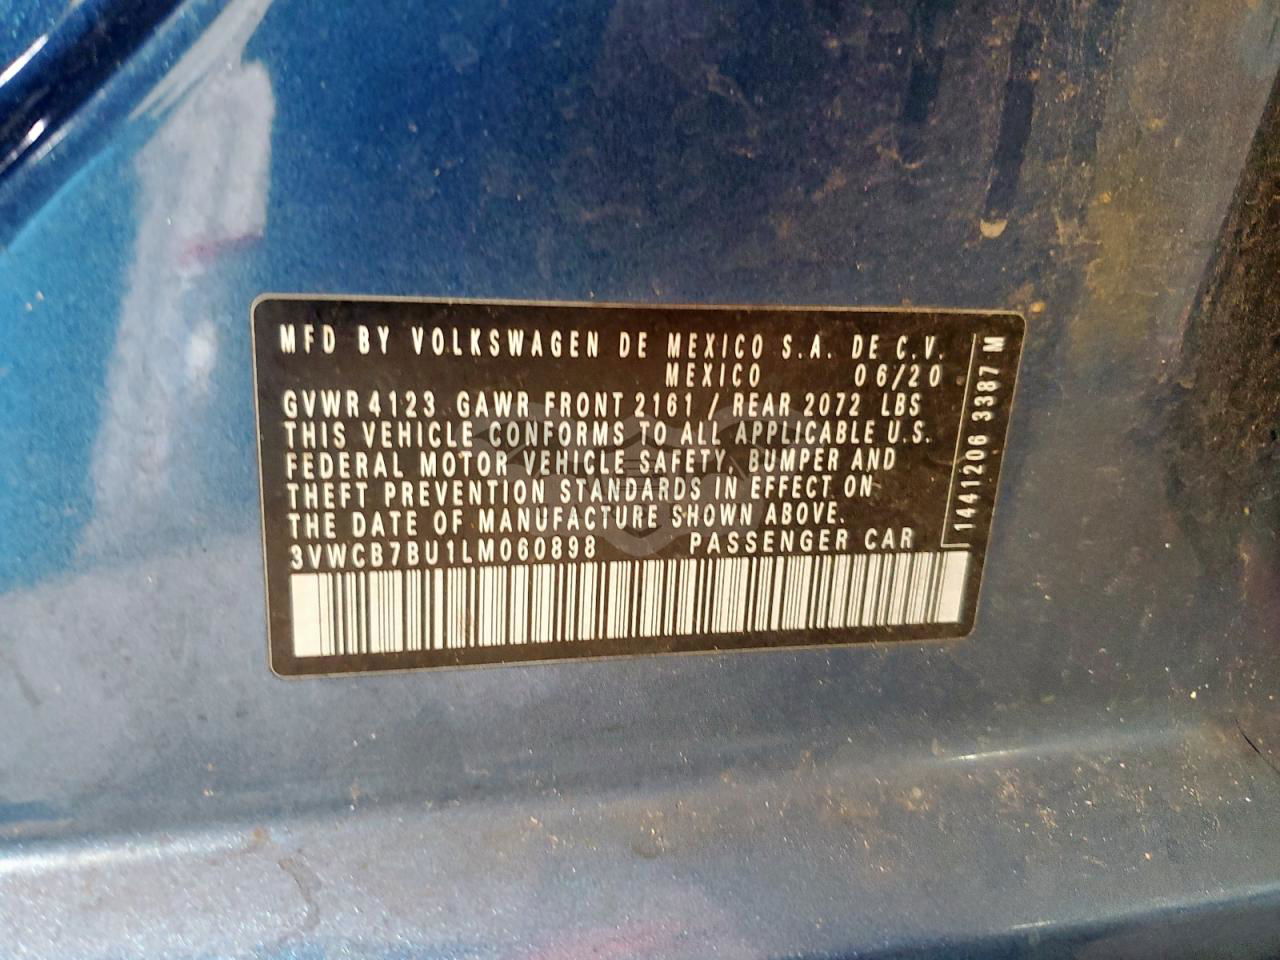 MFD BY VOLKSWAGEN DE MEXICO S.A. DE C.V.
MEXICO 06/20
GVWR 4123 GAWR FRONT 2161 / REAR 2072 LBS
THIS VEHICLE CONFORMS TO ALL APPLICABLE U.S.
FEDERAL MOTOR VEHICLE SAFETY, BUMPER AND
THEFT PREVENTION STANDARDS IN EFFECT ON
THE DATE OF MANUFACTURE SHOWN ABOVE.
3VWCB7BU1LM060898 PASSENGER CAR
1441206 3387 M